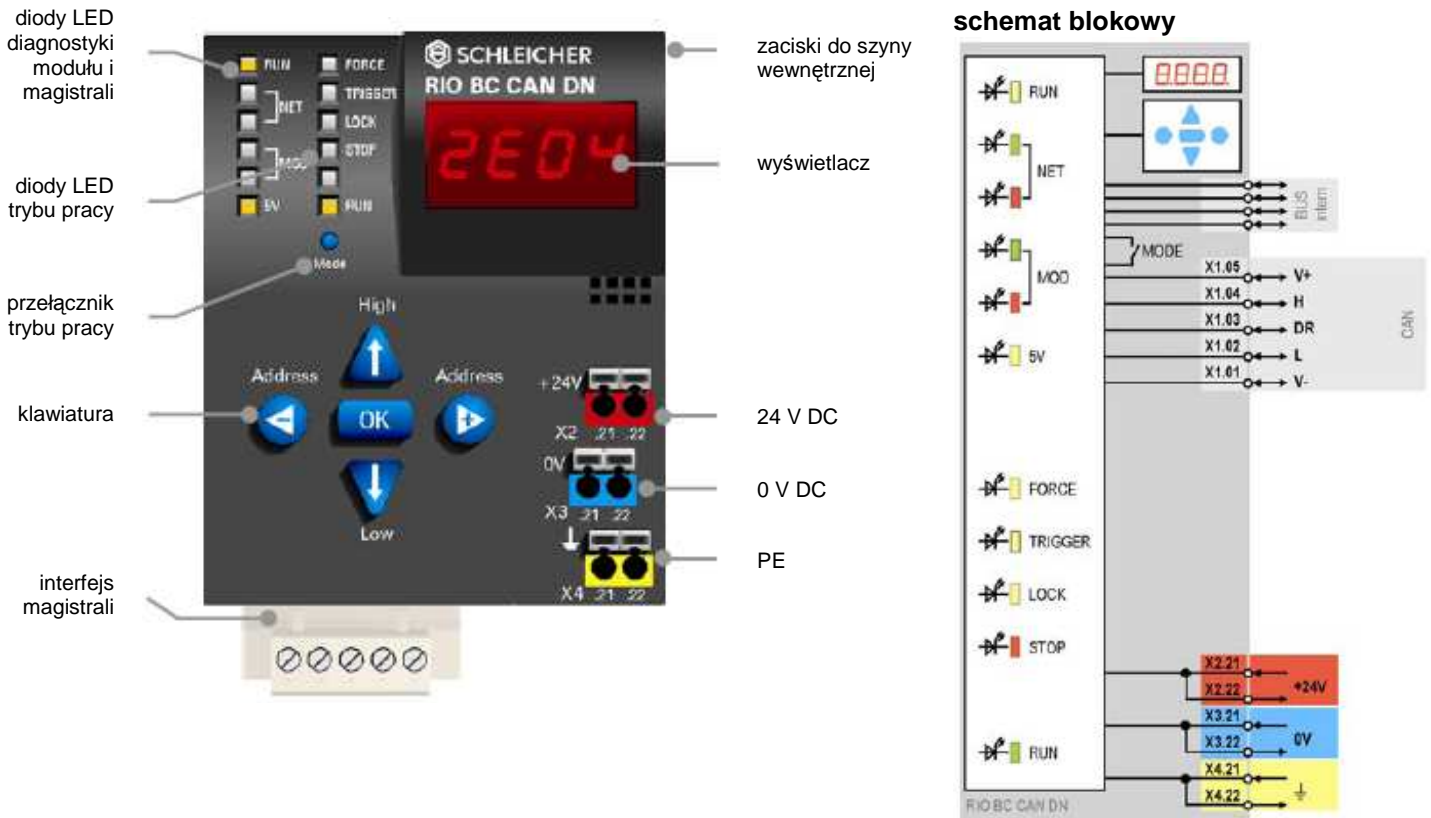 diody LED
diagnostyki
modułu i
magistrali
diody LED
trybu pracy
przełącznik
trybu pracy
klawiatura
interfejs
magistrali
RUN
NET
MOD
5V
FORCE
TRIGGER
LOCK
STOP
RUN
Mode
SCHLEICHER
RIO BC CAN DN
2E04
High
Address
Address
OK
Low
+24V
X2 .21 .22
0V
X3 .21 .22
X4 .21 .22
zaciski do szyny
wewnętrznej
wyświetlacz
24 V DC
0 V DC
PE
schemat blokowy
8.8.8.8.
RUN
NET
MOD
5V
FORCE
TRIGGER
LOCK
STOP
RUN
RIO BC CAN DN
BUS
intern
MODE
X1.05 V+
X1.04 H
X1.03 DR
X1.02 L
X1.01 V-
CAN
X2.21
X2.22
+24V
X3.21
X3.22
0V
X4.21
X4.22